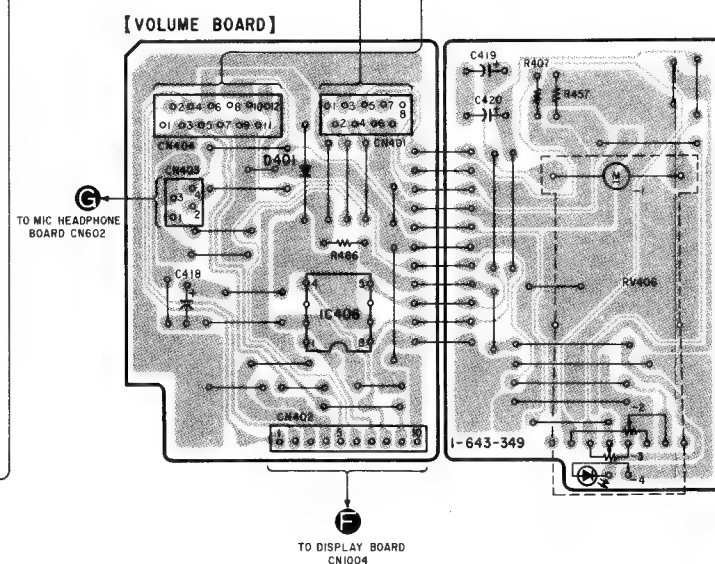 【VOLUME BOARD】
C419
R407
C420
R457
2 4 6 8 10 12
1 3 5 7 9 11
CN404
1 3 5 7 8
2 4 6
CN401
D401
CN403
3 4
1 2
G
TO MIC HEADPHONE
BOARD CN602
M
-1
R486
C418
+
4 5
IC406
1 8
RV406
CN402
1 5 10
-2
1-643-349
-3
-4
F
TO DISPLAY BOARD
CN1004